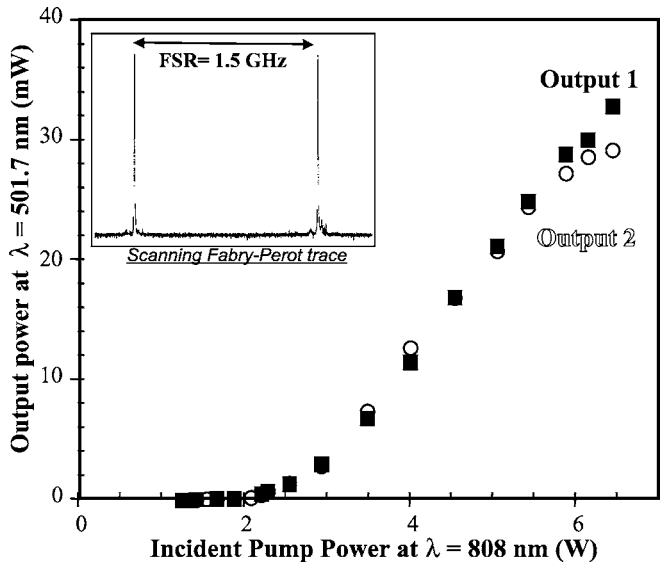 40
30
20
10
0
Output power at λ = 501.7 nm (mW)
FSR= 1.5 GHz
Scanning Fabry-Perot trace
Output 1
Output 2
0 2 4 6
Incident Pump Power at λ = 808 nm (W)